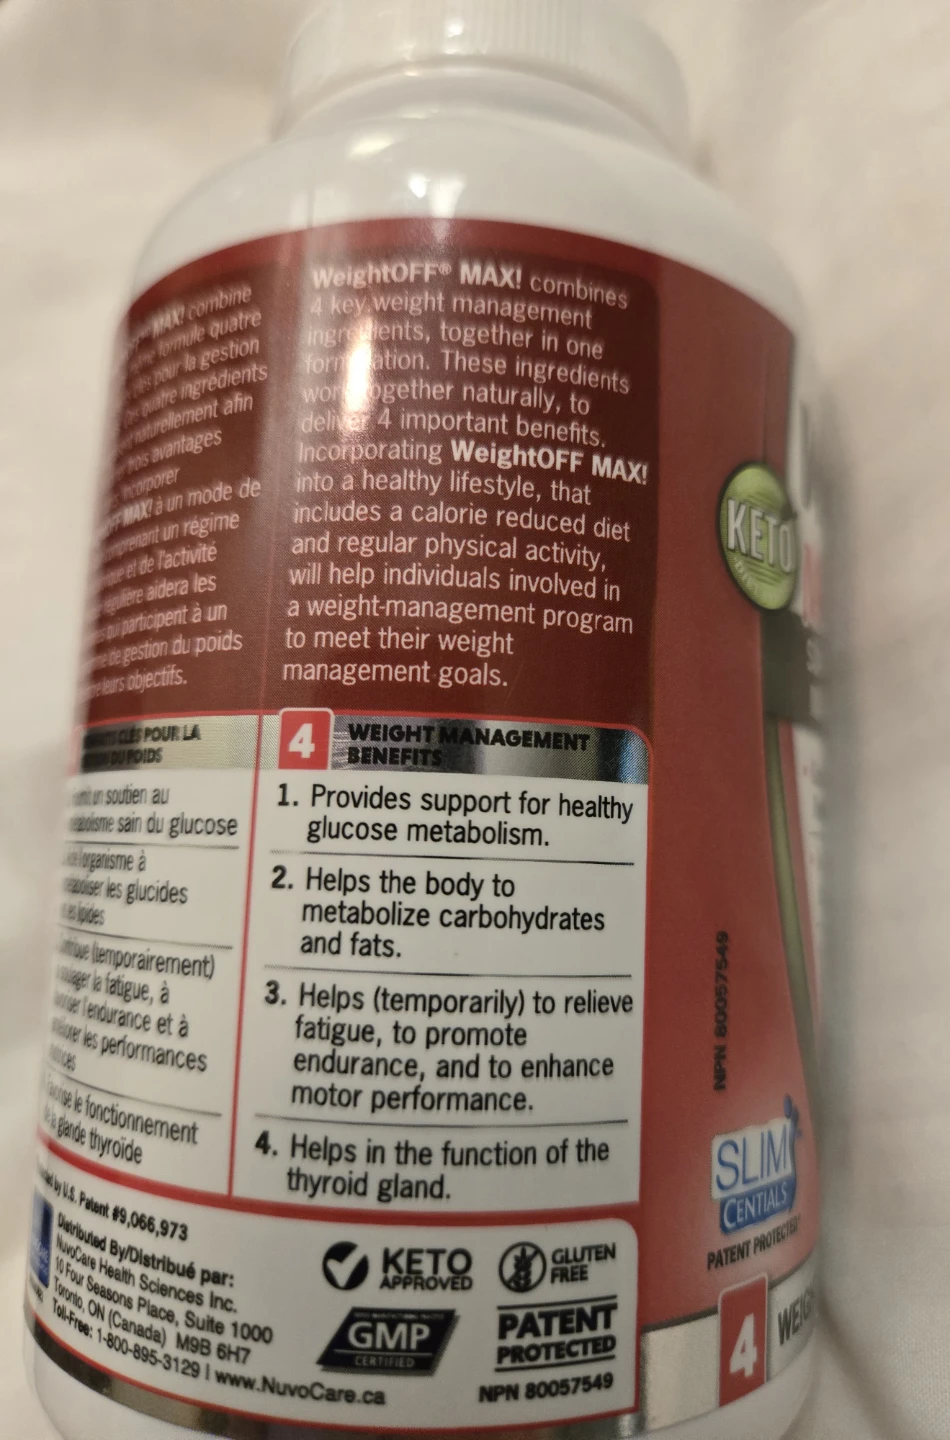 MAX! combine
formule quatre
pour la gestion
quatre ingrédients
naturellement afin
trois avantages
incorporer
MAX! à un mode de
comprenant un régime
et de l'activité
régulière aidera les
qui participent à un
de gestion du poids
leurs objectifs.
CLÉS POUR LA
DU POIDS
un soutien au
sain du glucose
l'organisme à
les glucides
(temporairement)
la fatigue, à
l'endurance et à
les performances
le fonctionnement
la glande thyroïde
WeightOFF® MAX! combines
4 key weight management
ingredients, together in one
formulation. These ingredients
work together naturally, to
deliver 4 important benefits.
Incorporating WeightOFF MAX!
into a healthy lifestyle, that
includes a calorie reduced diet
and regular physical activity,
will help individuals involved in
a weight-management program
to meet their weight
management goals.
4 WEIGHT MANAGEMENT
BENEFITS
1. Provides support for healthy
glucose metabolism.
2. Helps the body to
metabolize carbohydrates
and fats.
3. Helps (temporarily) to relieve
fatigue, to promote
endurance, and to enhance
motor performance.
4. Helps in the function of the
thyroid gland.
by U.S. Patent #9,066,973
Distributed By/Distribué par:
NuvoCare Health Sciences Inc.
10 Four Seasons Place, Suite 1000
Toronto, ON (Canada) M9B 6H7
Toll-Free: 1-800-895-3129 | www.NuvoCare.ca
KETO
APPROVED
GLUTEN
FREE
GMP
CERTIFIED
PATENT
PROTECTED
NPN 80057549
KETO
NPN 80057549
SLIM
CENTIALS
PATENT PROTECTED
4